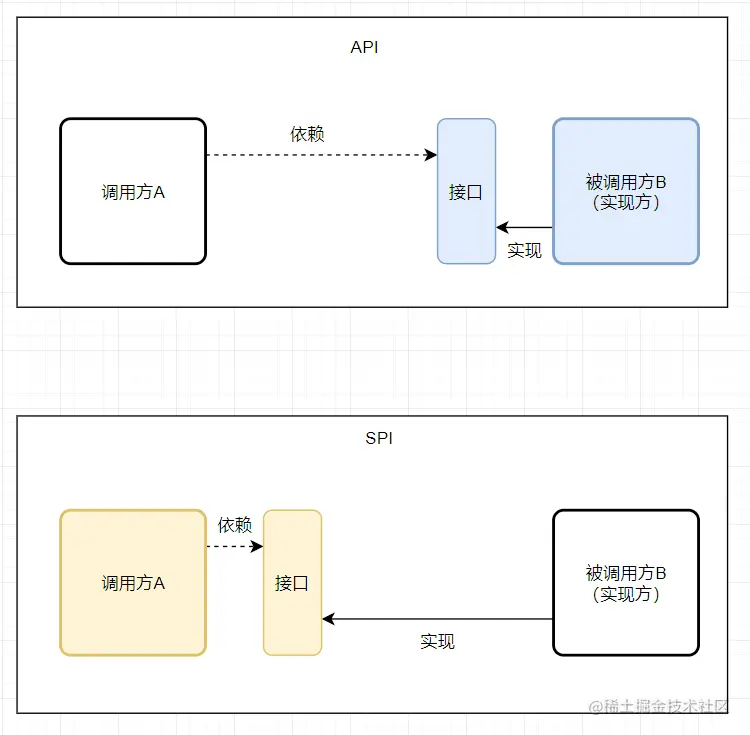 API
依赖
调用方A
接口
被调用方B
（实现方）
实现
SPI
依赖
调用方A
接口
被调用方B
（实现方）
实现
@稀土掘金技术社区